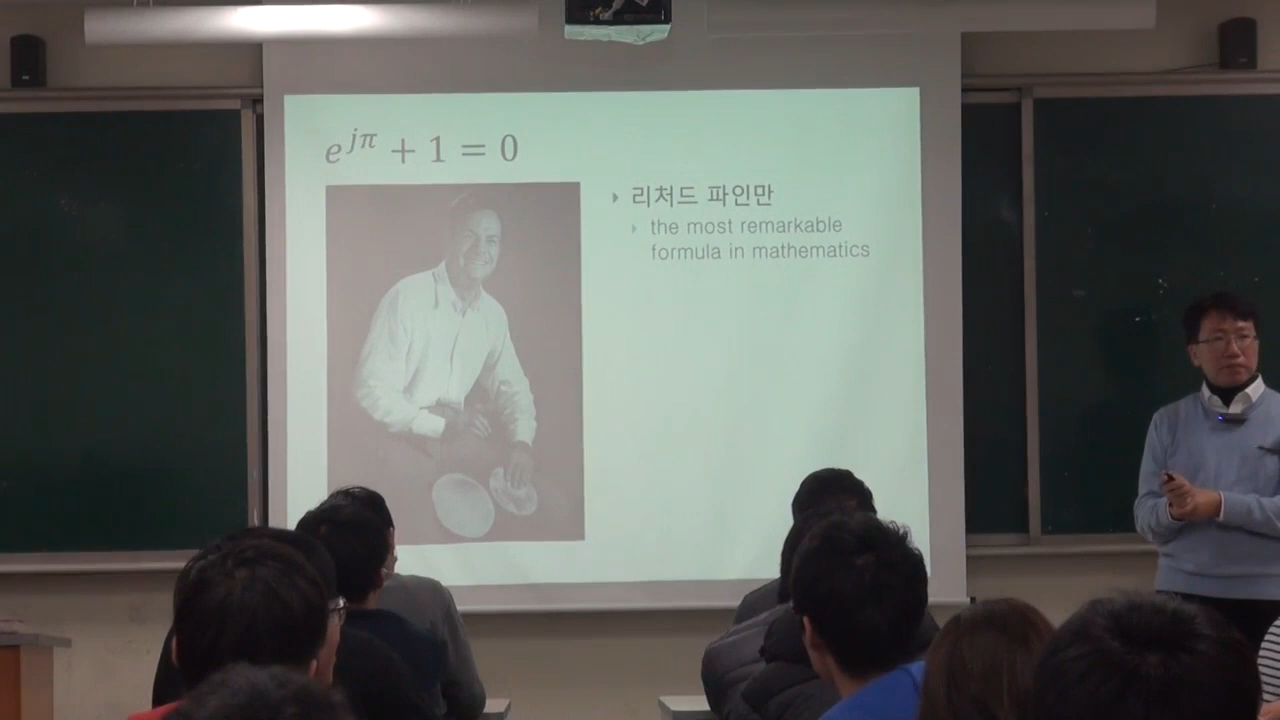 e^{jπ} + 1 = 0
리처드 파인만
the most remarkable
formula in mathematics